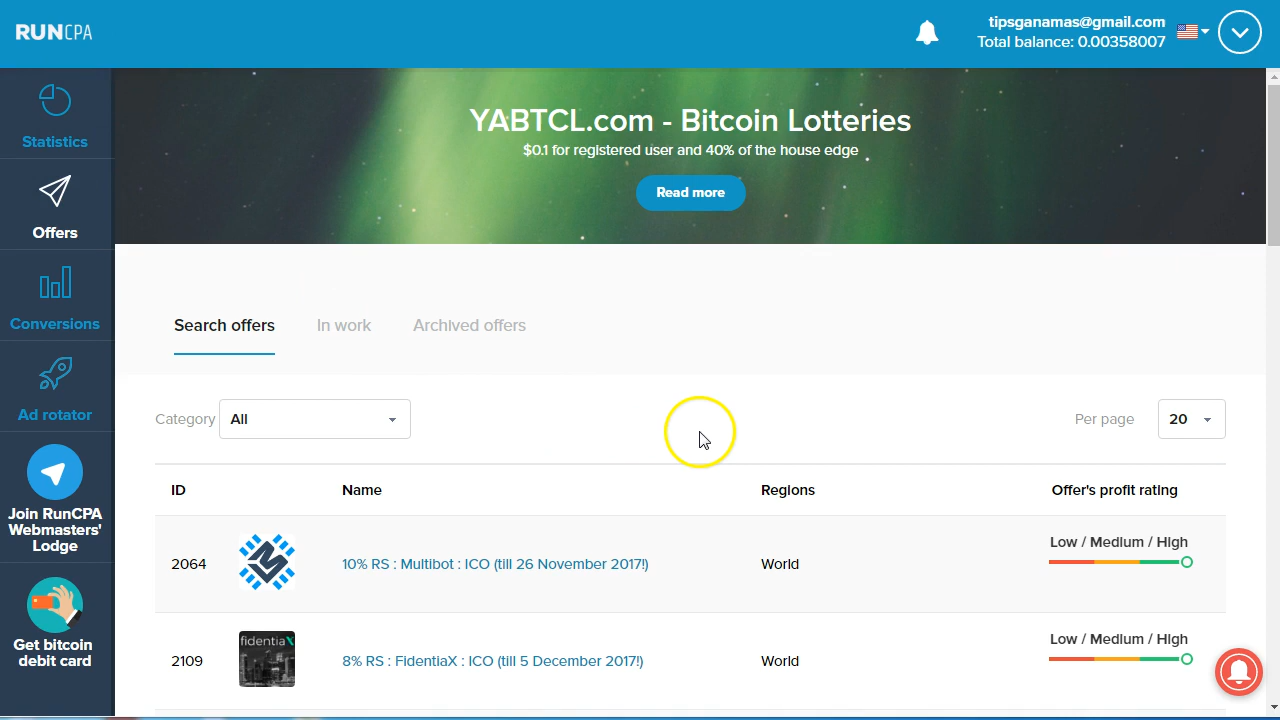 RUNCPA
tipsganamas@gmail.com
Total balance: 0.00358007
Statistics
Offers
Conversions
Ad rotator
Join RunCPA
Webmasters'
Lodge
Get bitcoin
debit card
YABTCL.com - Bitcoin Lotteries
$0.1 for registered user and 40% of the house edge
Read more
Search offers In work Archived offers
Category All Per page 20
ID Name Regions Offer's profit rating
2064 10% RS : Multibot : ICO (till 26 November 2017!) World Low / Medium / High
fidentiaX
2109 8% RS : FidentiaX : ICO (till 5 December 2017!) World Low / Medium / High